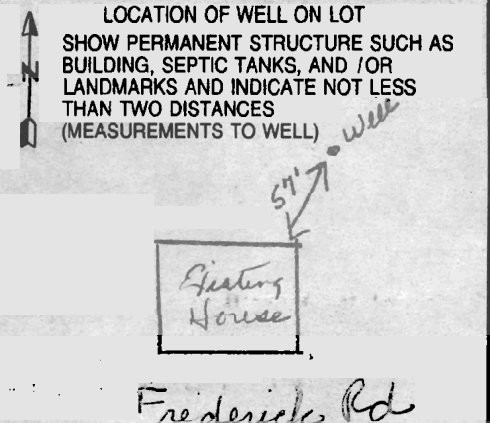 LOCATION OF WELL ON LOT
SHOW PERMANENT STRUCTURE SUCH AS
BUILDING, SEPTIC TANKS, AND / OR
LANDMARKS AND INDICATE NOT LESS
THAN TWO DISTANCES
(MEASUREMENTS TO WELL)
N
Well
57'
Existing
House
Frederick Rd